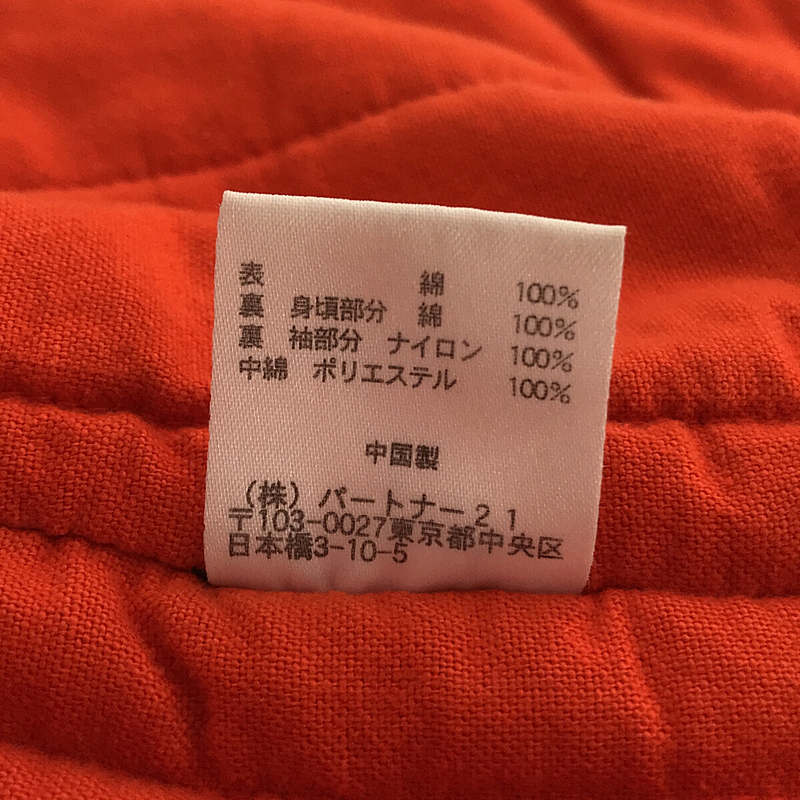 表 綿 100%
裏 身頃部分 綿 100%
裏 袖部分 ナイロン 100%
中綿 ポリエステル 100%
中国製
（株）パートナー２１
〒103-0027東京都中央区
日本橋3-10-5